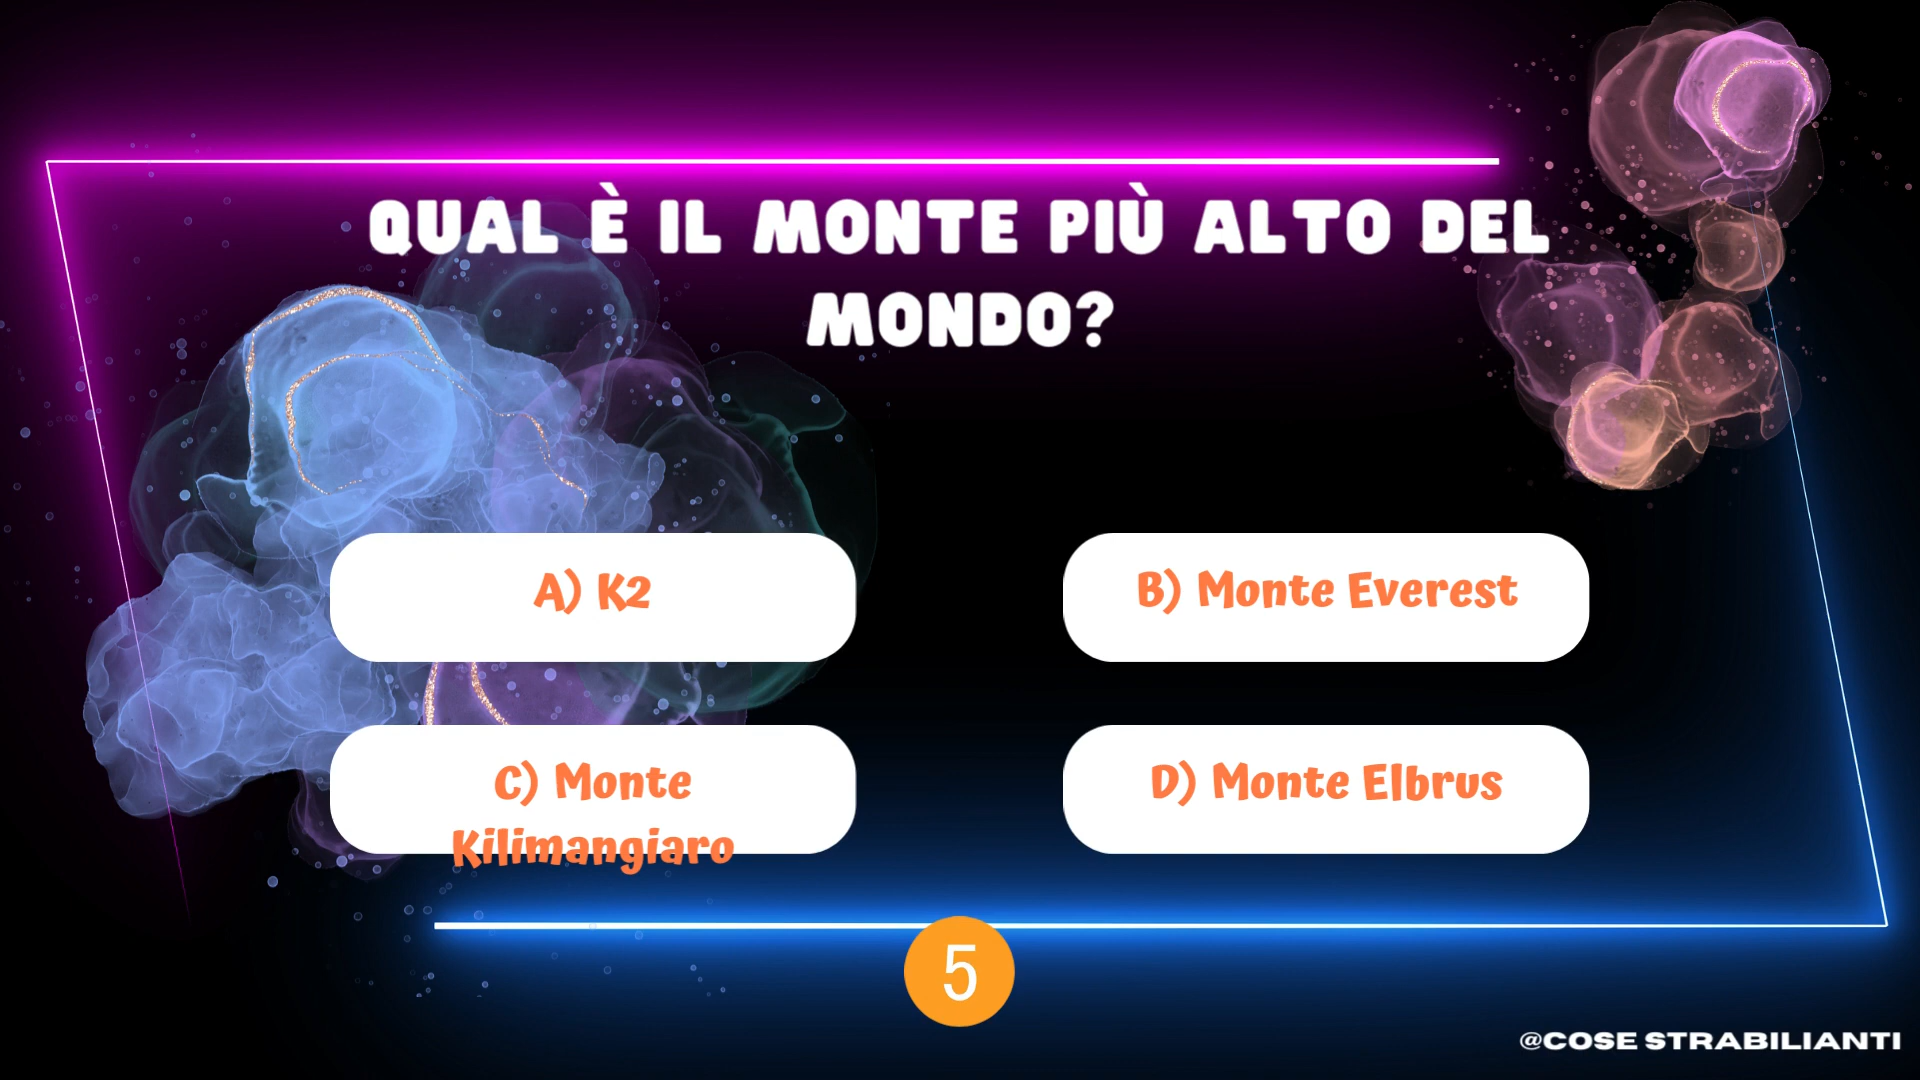 QUAL È IL MONTE PIÙ ALTO DEL
MONDO?
A) K2
B) Monte Everest
C) Monte
Kilimangiaro
D) Monte Elbrus
5
@COSE STRABILIANTI